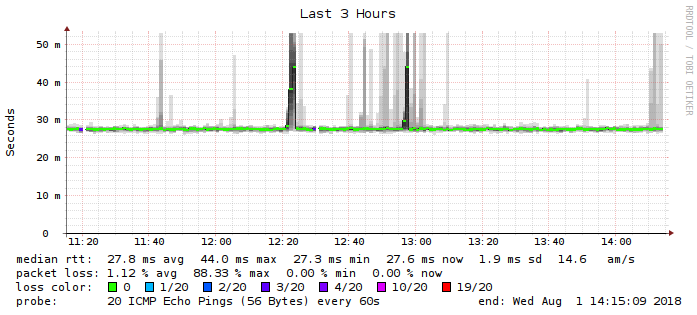 Last 3 Hours
RRDTOOL / TOBI OETIKER
Seconds
50 m
40 m
30 m
20 m
10 m
0
11:20 11:40 12:00 12:20 12:40 13:00 13:20 13:40 14:00
median rtt: 27.8 ms avg 44.0 ms max 27.3 ms min 27.6 ms now 1.9 ms sd 14.6 am/s
packet loss: 1.12 % avg 88.33 % max 0.00 % min 0.00 % now
loss color: 0 1/20 2/20 3/20 4/20 10/20 19/20
probe: 20 ICMP Echo Pings (56 Bytes) every 60s end: Wed Aug 1 14:15:09 2018